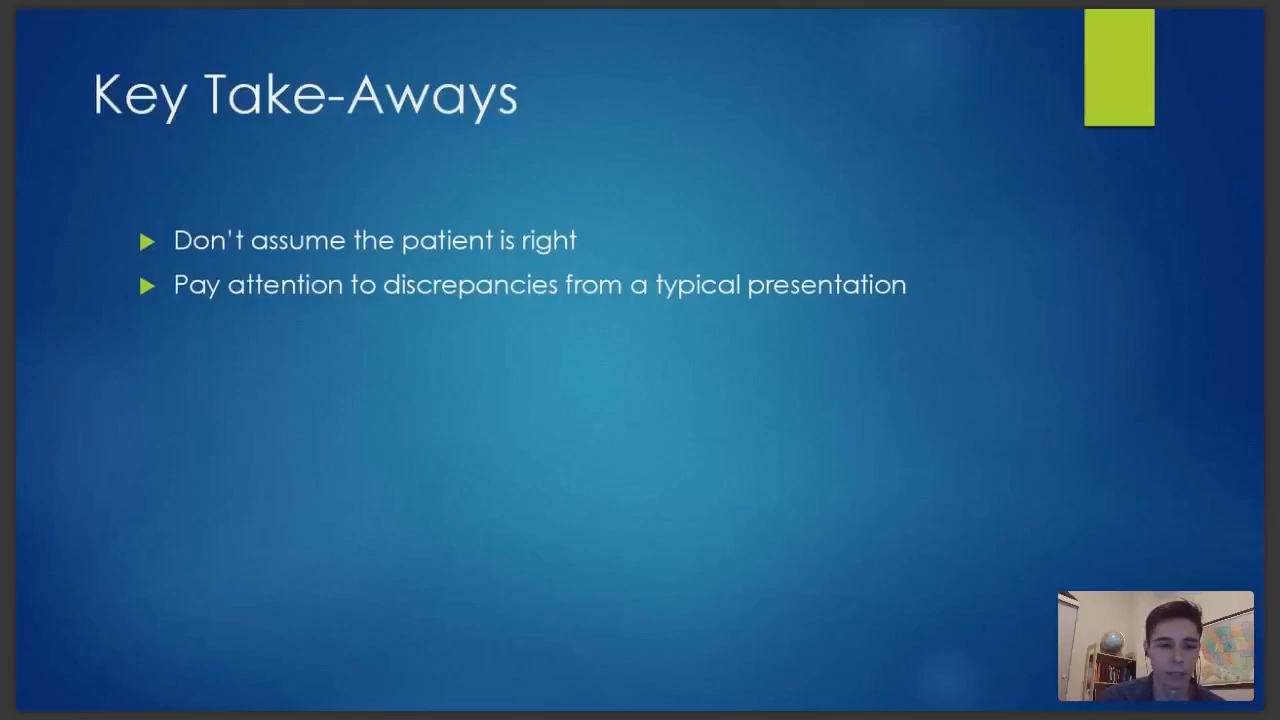 Key Take-Aways
Don't assume the patient is right
Pay attention to discrepancies from a typical presentation